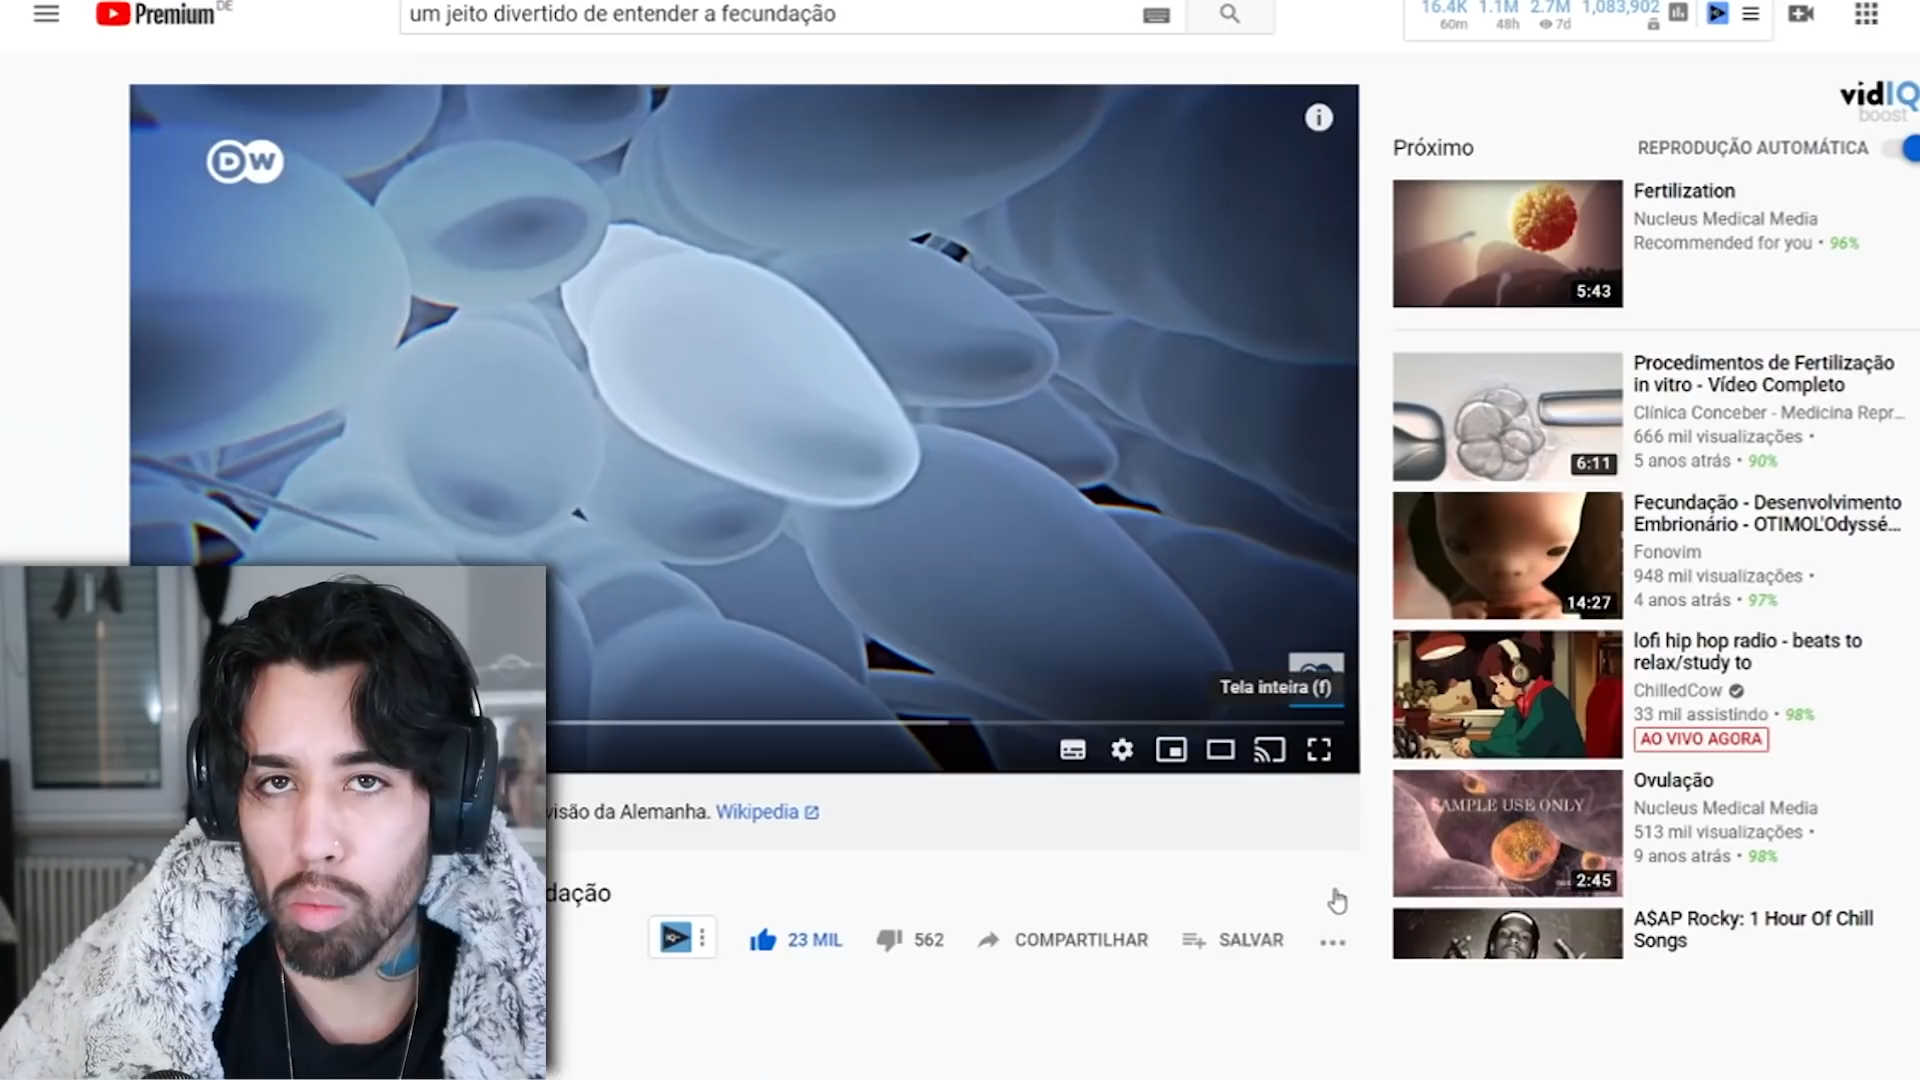 Premium DE
um jeito divertido de entender a fecundação
16.4K 1.1M 2.7M 1,083,902
60m 48h 7d
vidIQ
boost
DW
Próximo
REPRODUÇÃO AUTOMÁTICA
Fertilization
Nucleus Medical Media
Recommended for you • 96%
5:43
Procedimentos de Fertilização
in vitro - Vídeo Completo
Clínica Conceber - Medicina Repr...
666 mil visualizações •
5 anos atrás • 90%
6:11
Fecundação - Desenvolvimento
Embrionário - OTIMOL'Odyssé...
Fonovim
948 mil visualizações •
4 anos atrás • 97%
14:27
lofi hip hop radio - beats to
relax/study to
ChilledCow
33 mil assistindo • 98%
AO VIVO AGORA
Tela inteira (f)
Ovulação
Nucleus Medical Media
513 mil visualizações •
9 anos atrás • 98%
SAMPLE USE ONLY
2:45
A$AP Rocky: 1 Hour Of Chill
Songs
visão da Alemanha. Wikipedia
dação
23 MIL
562
COMPARTILHAR
SALVAR